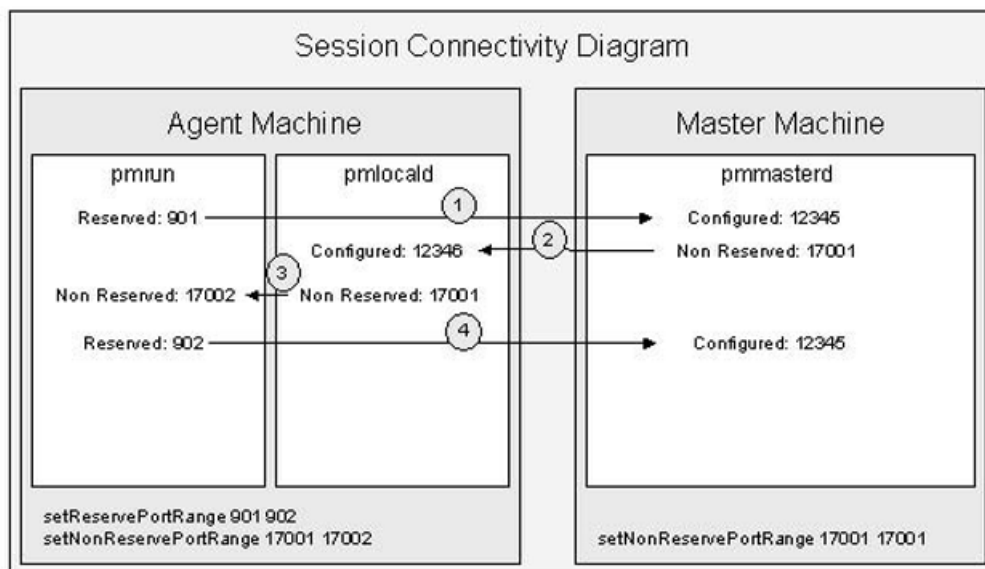 Session Connectivity Diagram
Agent Machine
Master Machine
pmrun
pmlocald
pmmasterd
Reserved: 901
1
Configured: 12345
Configured: 12346
2
Non Reserved: 17001
3
Non Reserved: 17002
Non Reserved: 17001
Reserved: 902
4
Configured: 12345
setReservePortRange 901 902
setNonReservePortRange 17001 17002
setNonReservePortRange 17001 17001